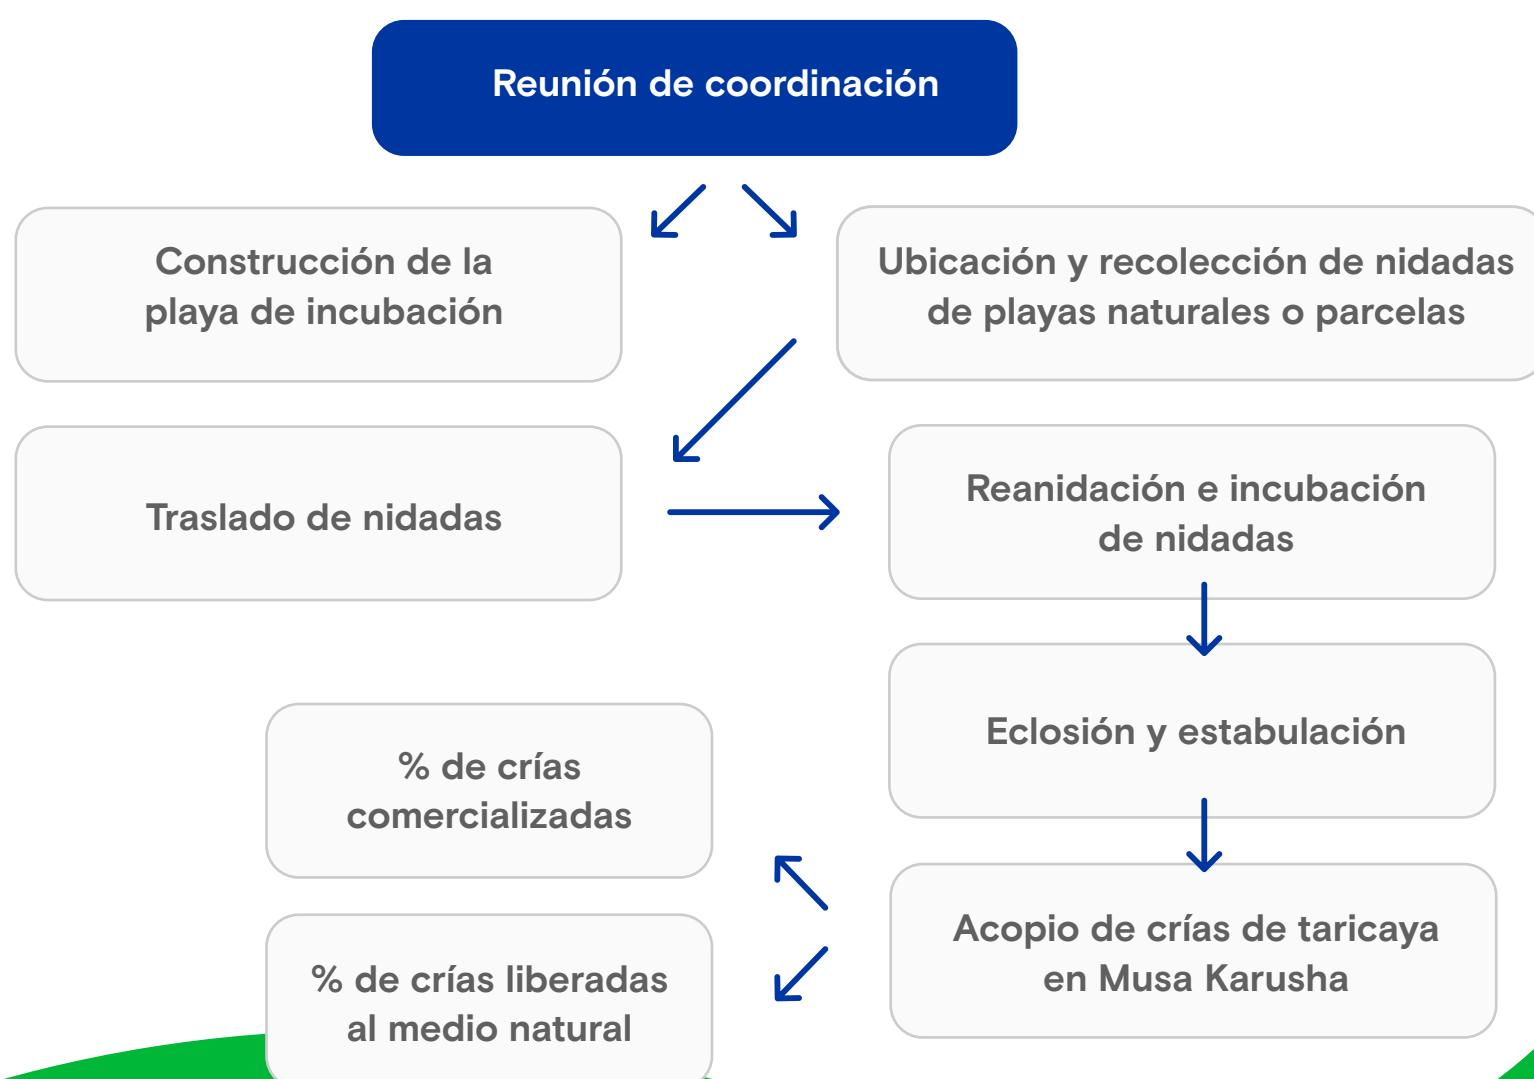 Reunión de coordinación
Construcción de la
playa de incubación
Ubicación y recolección de nidadas
de playas naturales o parcelas
Traslado de nidadas
Reanidación e incubación
de nidadas
Eclosión y estabulación
% de crías
comercializadas
Acopio de crías de taricaya
en Musa Karusha
% de crías liberadas
al medio natural